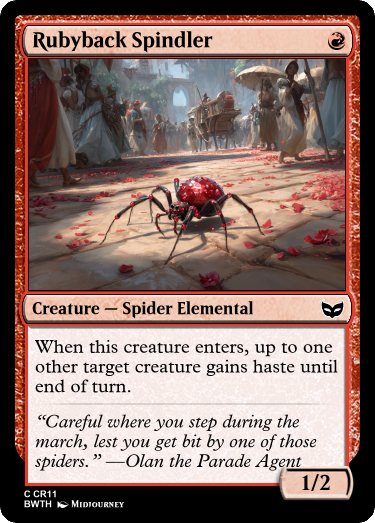 Rubyback Spindler
Creature — Spider Elemental
When this creature enters, up to one
other target creature gains haste until
end of turn.
“Careful where you step during the
march, lest you get bit by one of those
spiders.” —Olan the Parade Agent
1/2
C CR11
BWTH Midjourney